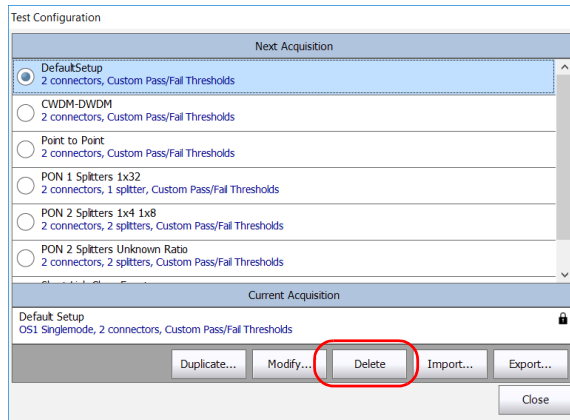 Test Configuration
Next Acquisition
DefaultSetup
2 connectors, Custom Pass/Fail Thresholds
CWDM-DWDM
2 connectors, Custom Pass/Fail Thresholds
Point to Point
2 connectors, Custom Pass/Fail Thresholds
PON 1 Splitters 1x32
2 connectors, 1 splitter, Custom Pass/Fail Thresholds
PON 2 Splitters 1x4 1x8
2 connectors, 2 splitters, Custom Pass/Fail Thresholds
PON 2 Splitters Unknown Ratio
2 connectors, 2 splitters, Custom Pass/Fail Thresholds
Current Acquisition
Default Setup
OS1 Singlemode, 2 connectors, Custom Pass/Fail Thresholds
Duplicate... Modify... Delete Import... Export...
Close